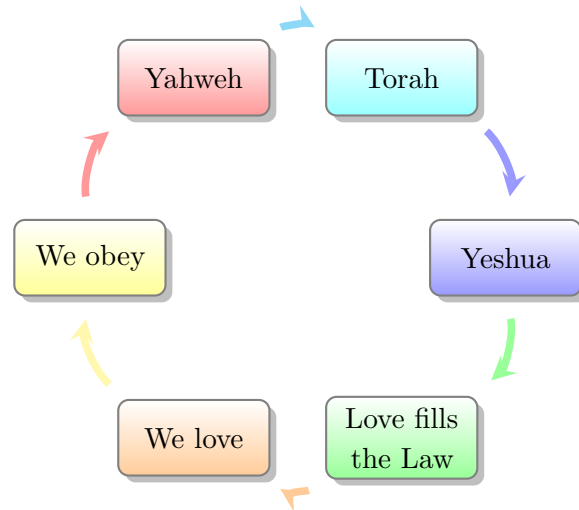 Yahweh
Torah
Yeshua
Love fills
the Law
We love
We obey